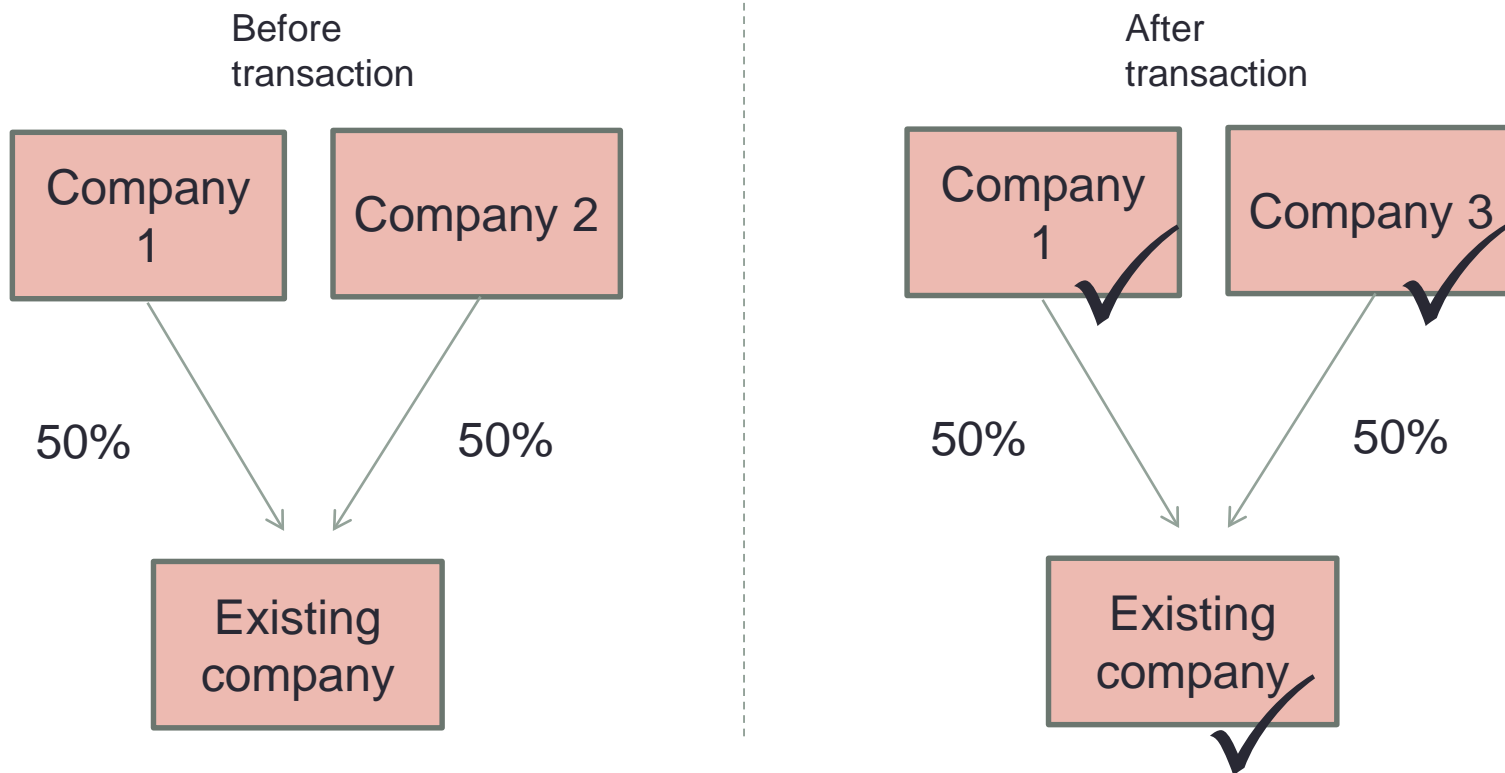 Before
transaction
Company
1
Company 2
50%
50%
Existing
company
After
transaction
Company
1
Company 3
50%
50%
Existing
company